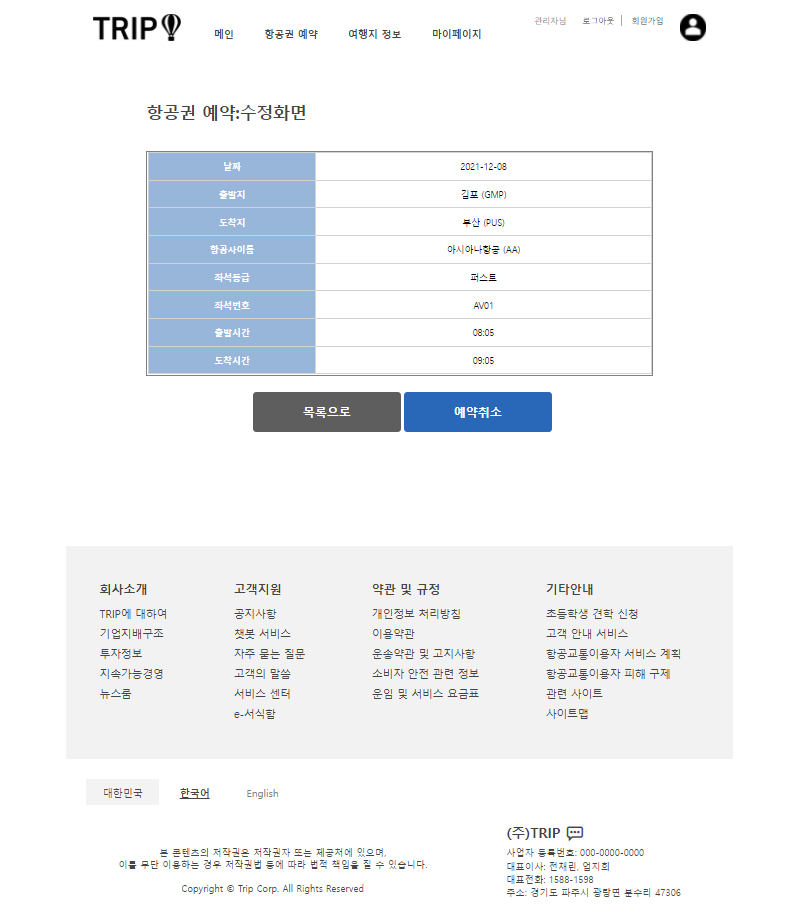 TRIP
메인 항공권 예약 여행지 정보 마이페이지
관리자님 로그아웃 | 회원가입
항공권 예약:수정화면
날짜 2021-12-08
출발지 김포 (GMP)
도착지 부산 (PUS)
항공사이름 아시아나항공 (AA)
좌석등급 퍼스트
좌석번호 AV01
출발시간 08:05
도착시간 09:05
목록으로 예약취소
회사소개
TRIP에 대하여
기업지배구조
투자정보
지속가능경영
뉴스룸
고객지원
공지사항
챗봇 서비스
자주 묻는 질문
고객의 말씀
서비스 센터
e-서식함
약관 및 규정
개인정보 처리방침
이용약관
운송약관 및 고지사항
소비자 안전 관련 정보
운임 및 서비스 요금표
기타안내
초등학생 견학 신청
고객 안내 서비스
항공교통이용자 서비스 계획
항공교통이용자 피해 구제
관련 사이트
사이트맵
대한민국 한국어 English
본 콘텐츠의 저작권은 저작권자 또는 제공처에 있으며,
이를 무단 이용하는 경우 저작권법 등에 따라 법적 책임을 질 수 있습니다.
Copyright © Trip Corp. All Rights Reserved
(주)TRIP
사업자 등록번호: 000-0000-0000
대표이사: 전채린, 엄지희
대표전화: 1588-1598
주소: 경기도 파주시 광탄면 분수리 47306